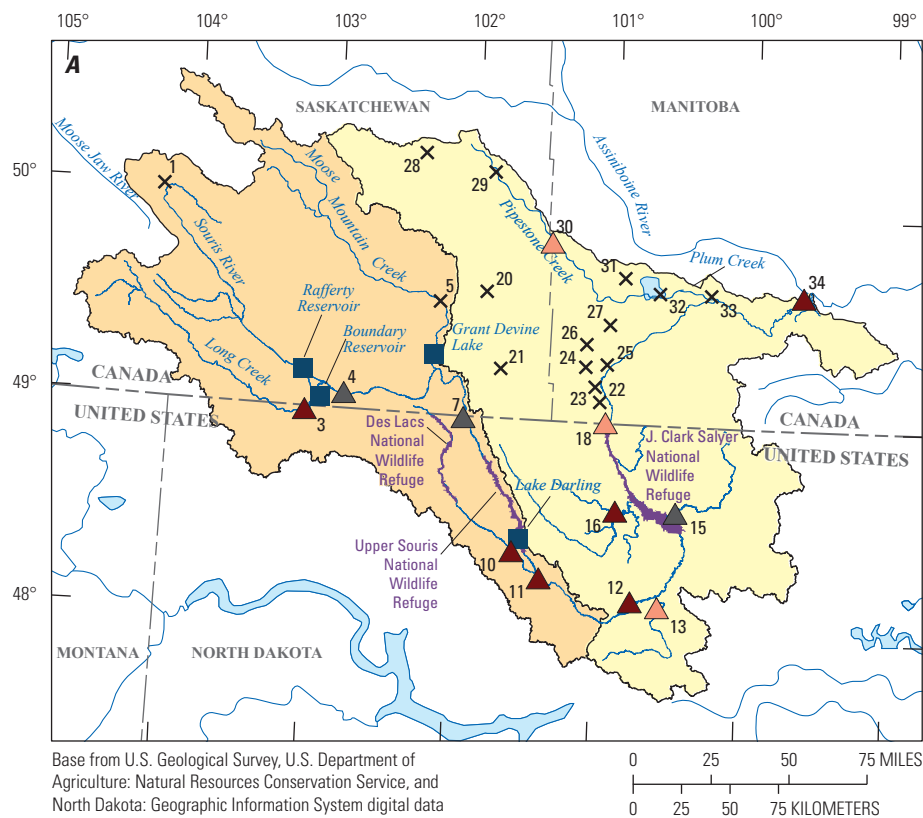 105°
104°
103°
102°
101°
100°
99°
A
SASKATCHEWAN
MANITOBA
Moose Jaw River
Assiniboine River
50°
1
28
29
Moose
Mountain
Creek
Souris River
Pipestone Creek
30
31
Plum Creek
34
5
20
32
33
Rafferty
Reservoir
27
26
Boundary
Reservoir
Grant Devine
Lake
21
24
25
Long Creek
49°
CANADA
UNITED STATES
4
3
7
23
22
18
CANADA
UNITED STATES
Des Lacs
National
Wildlife
Refuge
J. Clark Salyer
National
Wildlife
Refuge
Lake Darling
16
15
Upper Souris
National
Wildlife
Refuge
10
11
12
13
48°
MONTANA
NORTH DAKOTA
Base from U.S. Geological Survey, U.S. Department of
Agriculture: Natural Resources Conservation Service, and
North Dakota: Geographic Information System digital data
0 25 50 75 MILES
0 25 50 75 KILOMETERS